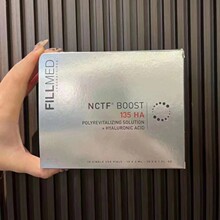 FILLMED
NCTF® BOOST
135 HA
POLYREVITALIZING SOLUTION
+ HYALURONIC ACID